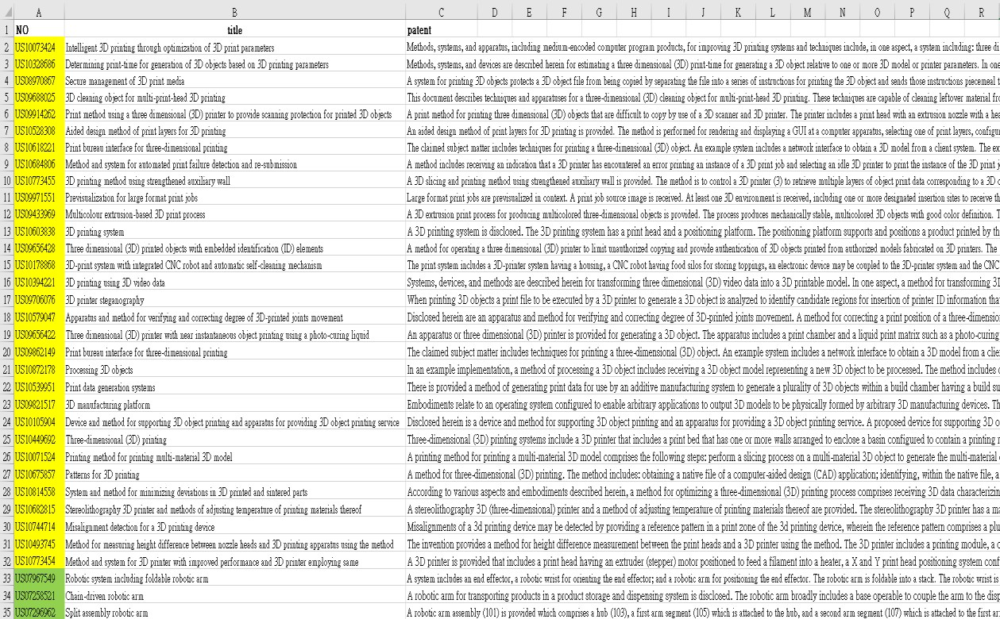 A B C D E F G H I J K L M N O P Q R
1 NO title patent
2 US10073424 Intelligent 3D printing through optimization of 3D print parameters Methods, systems, and apparatus, including medium-encoded computer program products, for improving 3D printing systems and techniques include, in one aspect, a system including: three di
3 US10328686 Determining print-time for generation of 3D objects based on 3D printing parameters Methods, systems, and devices are described herein for estimating a three dimensional (3D) print-time for generating a 3D object relative to one or more 3D model or printer parameters. In one
4 US08970867 Secure management of 3D print media A system for printing 3D objects protects a 3D object file from being copied by separating the file into a series of instructions for printing the 3D object and sends those instructions piecemeal t
5 US09688025 3D cleaning object for multi-print-head 3D printing This document describes techniques and apparatuses for a three-dimensional (3D) cleaning object for multi-print-head 3D printing. These techniques are capable of cleaning leftover material fro
6 US09914262 Print method using a three dimensional (3D) printer to provide scanning protection for printed 3D objects A print method for printing three dimensional (3D) objects that are difficult to copy by use of a 3D scanner and 3D printer. The printer includes a print head with an extrusion nozzle with a hea
7 US10528308 Aided design method of print layers for 3D printing An aided design method of print layers for 3D printing is provided. The method is performed for rendering and displaying a GUI at a computer apparatus, selecting one of print layers, configu
8 US10618221 Print bureau interface for three-dimensional printing The claimed subject matter includes techniques for printing a three-dimensional (3D) object. An example system includes a network interface to obtain a 3D model from a client system. The ex
9 US10684806 Method and system for automated print failure detection and re-submission A method includes receiving an indication that a 3D printer has encountered an error printing an instance of a 3D print job and selecting an idle 3D printer to print the instance of the 3D print j
10 US10773455 3D printing method using strengthened auxiliary wall A 3D slicing and printing method using strengthened auxiliary wall is provided. The method is to control a 3D printer (3) to retrieve multiple layers of object print data corresponding to a 3D o
11 US09971551 Previsualization for large format print jobs Large format print jobs are previsualized in context. A print job source image is received. At least one 3D environment is received, including one or more designated insertion sites to receive th
12 US09433969 Multicolour extrusion-based 3D print process A 3D extrusion print process for producing multicolored three-dimensional objects is provided. The process produces mechanically stable, multicolored 3D objects with good color definition. T
13 US10603838 3D printing system A 3D printing system is disclosed. The 3D printing system has a print head and a positioning platform. The positioning platform supports and positions a product printed by th
14 US09656428 Three dimensional (3D) printed objects with embedded identification (ID) elements A method for operating a three dimensional (3D) printer to limit unauthorized copying and provide authentication of 3D objects printed from authorized models fabricated on 3D printers. The
15 US10178868 3D-print system with integrated CNC robot and automatic self-cleaning mechanism The print system includes a 3D-printer system having a housing, a CNC robot having food silos for storing toppings, an electronic device may be coupled to the 3D-printer system and the CNC
16 US10394221 3D printing using 3D video data Systems, devices, and methods are described herein for transforming three dimensional (3D) video data into a 3D printable model. In one aspect, a method for transforming 3D
17 US09706076 3D printer steganography When printing 3D objects a print file to be executed by a 3D printer to generate a 3D object is analyzed to identify candidate regions for insertion of printer ID information tha
18 US10579047 Apparatus and method for verifying and correcting degree of 3D-printed joints movement Disclosed herein are an apparatus and method for verifying and correcting degree of 3D-printed joints movement. A method for correcting a print position of a three-dimensio
19 US09656422 Three dimensional (3D) printer with near instantaneous object printing using a photo-curing liquid An apparatus or three dimensional (3D) printer is provided for generating a 3D object. The apparatus includes a print chamber and a liquid print matrix such as a photo-curing
20 US09862149 Print bureau interface for three-dimensional printing The claimed subject matter includes techniques for printing a three-dimensional (3D) object. An example system includes a network interface to obtain a 3D model from a clie
21 US10872178 Processing 3D objects In an example implementation, a method of processing a 3D object includes receiving a 3D object model representing a new 3D object to be processed. The method includes o
22 US10539951 Print data generation systems There is provided a method of generating print data for use by an additive manufacturing system to generate a plurality of 3D objects within a build chamber having a build su
23 US09821517 3D manufacturing platform Embodiments relate to an operating system configured to enable arbitrary applications to output 3D models to be physically formed by arbitrary 3D manufacturing devices. Th
24 US10105904 Device and method for supporting 3D object printing and apparatus for providing 3D object printing service Disclosed herein is a device and method for supporting 3D object printing and an apparatus for providing a 3D object printing service. A proposed device for supporting 3D o
25 US10449692 Three-dimensional (3D) printing Three-dimensional (3D) printing systems include a 3D printer that includes a print bed that has one or more walls arranged to enclose a basin configured to contain a printing r
26 US10071524 Printing method for printing multi-material 3D model A printing method for printing a multi-material 3D model comprises the following steps: perform a slicing process on a multi-material 3D object to generate the multi-material
27 US10675857 Patterns for 3D printing A method for three-dimensional (3D) printing. The method includes: obtaining a native file of a computer-aided design (CAD) application; identifying, within the native file, a
28 US10814558 System and method for minimizing deviations in 3D printed and sintered parts According to various aspects and embodiments described herein, a method for optimizing a three-dimensional (3D) printing process comprises receiving 3D data characterizin
29 US10682815 Stereolithography 3D printer and methods of adjusting temperature of printing materials thereof A stereolithography 3D (three-dimensional) printer and a method of adjusting temperature of printing materials thereof are provided. The stereolithography 3D printer has a ma
30 US10744714 Misalignment detection for a 3D printing device Misalignments of a 3d printing device may be detected by providing a reference pattern in a print zone of the 3d printing device, wherein the reference pattern comprises a plu
31 US10493745 Method for measuring height difference between nozzle heads and 3D printing apparatus using the method The invention provides a method for height difference measurement between the print heads and a 3D printer using the method. The 3D printer includes a printing module, a c
32 US10773454 Method and system for 3D printer with improved performance and 3D printer employing same A 3D printer is provided that includes a print head having an extruder (stepper) motor positioned to feed a filament into a heater, a X and Y print head positioning system conf
33 US07967549 Robotic system including foldable robotic arm A system includes an end effector, a robotic wrist for orienting the end effector; and a robotic arm for positioning the end effector. The robotic arm is foldable into a stack. The robotic wrist is
34 US07258521 Chain-driven robotic arm A robotic arm for transporting products in a product storage and dispensing system is disclosed. The robotic arm broadly includes a base operable to couple the arm to the disp
35 US07296962 Split assembly robotic arm A robotic arm assembly (101) is provided which comprises a hub (103), a first arm segment (105) which is attached to the hub, and a second arm segment (107) which is attached to the first ar